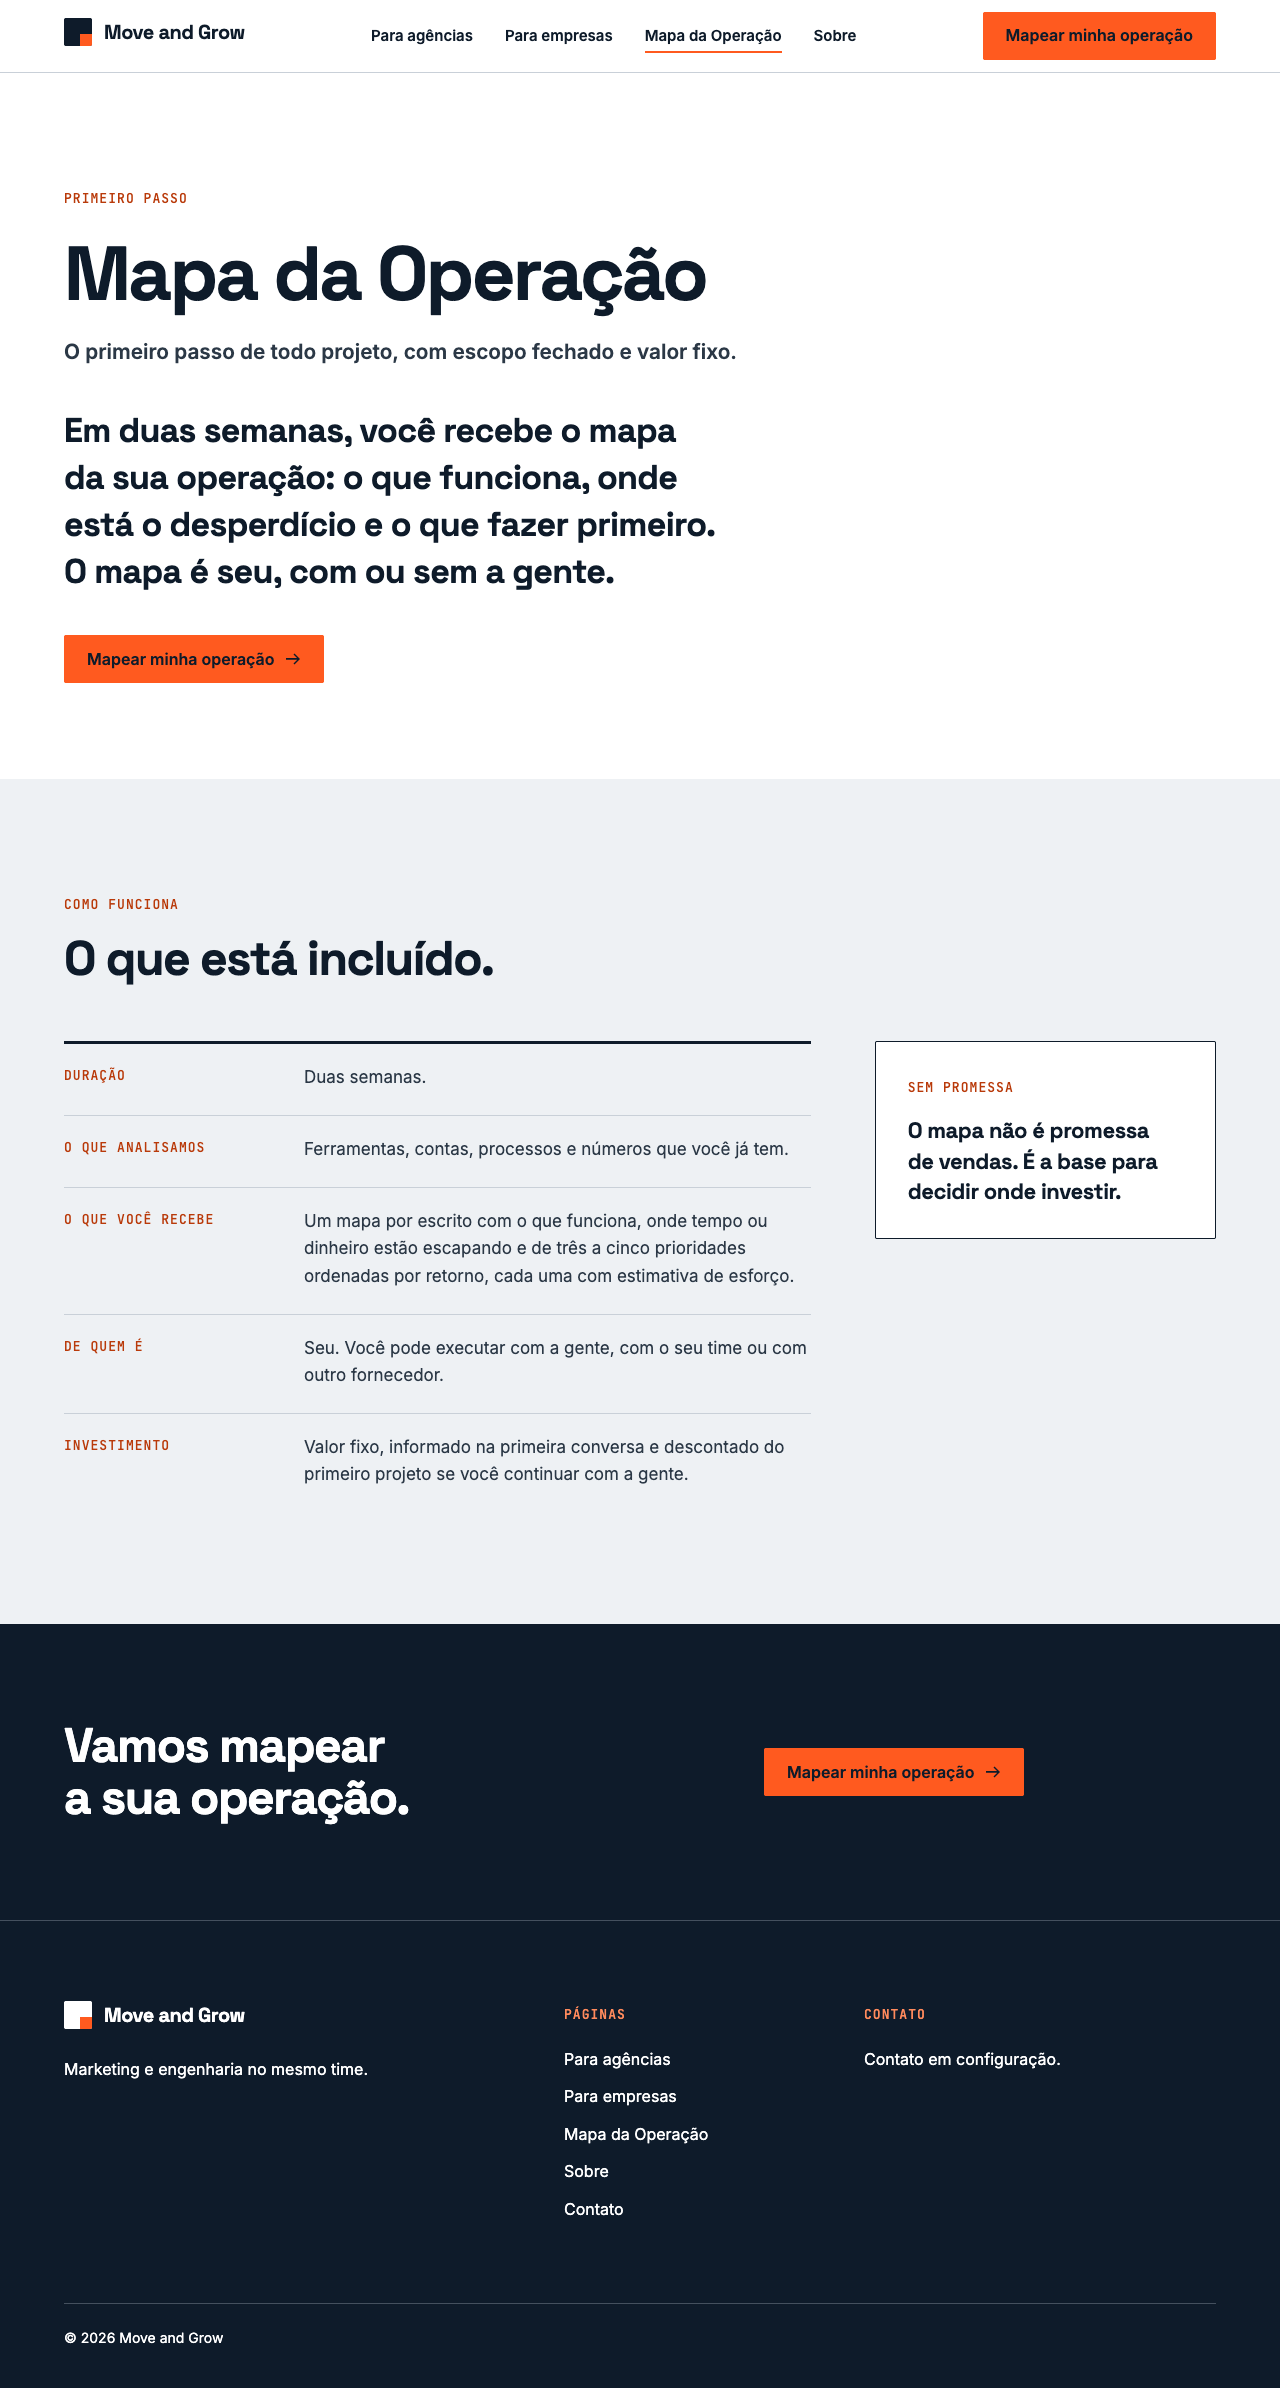 Move and Grow
Para agências
Para empresas
Mapa da Operação
Sobre
Mapear minha operação
PRIMEIRO PASSO
Mapa da Operação
O primeiro passo de todo projeto, com escopo fechado e valor fixo.
Em duas semanas, você recebe o mapa
da sua operação: o que funciona, onde
está o desperdício e o que fazer primeiro.
O mapa é seu, com ou sem a gente.
Mapear minha operação →
COMO FUNCIONA
O que está incluído.
DURAÇÃO
Duas semanas.
O QUE ANALISAMOS
Ferramentas, contas, processos e números que você já tem.
O QUE VOCÊ RECEBE
Um mapa por escrito com o que funciona, onde tempo ou
dinheiro estão escapando e de três a cinco prioridades
ordenadas por retorno, cada uma com estimativa de esforço.
DE QUEM É
Seu. Você pode executar com a gente, com o seu time ou com
outro fornecedor.
INVESTIMENTO
Valor fixo, informado na primeira conversa e descontado do
primeiro projeto se você continuar com a gente.
SEM PROMESSA
O mapa não é promessa
de vendas. É a base para
decidir onde investir.
Vamos mapear
a sua operação.
Mapear minha operação →
Move and Grow
Marketing e engenharia no mesmo time.
PÁGINAS
Para agências
Para empresas
Mapa da Operação
Sobre
Contato
CONTATO
Contato em configuração.
© 2026 Move and Grow